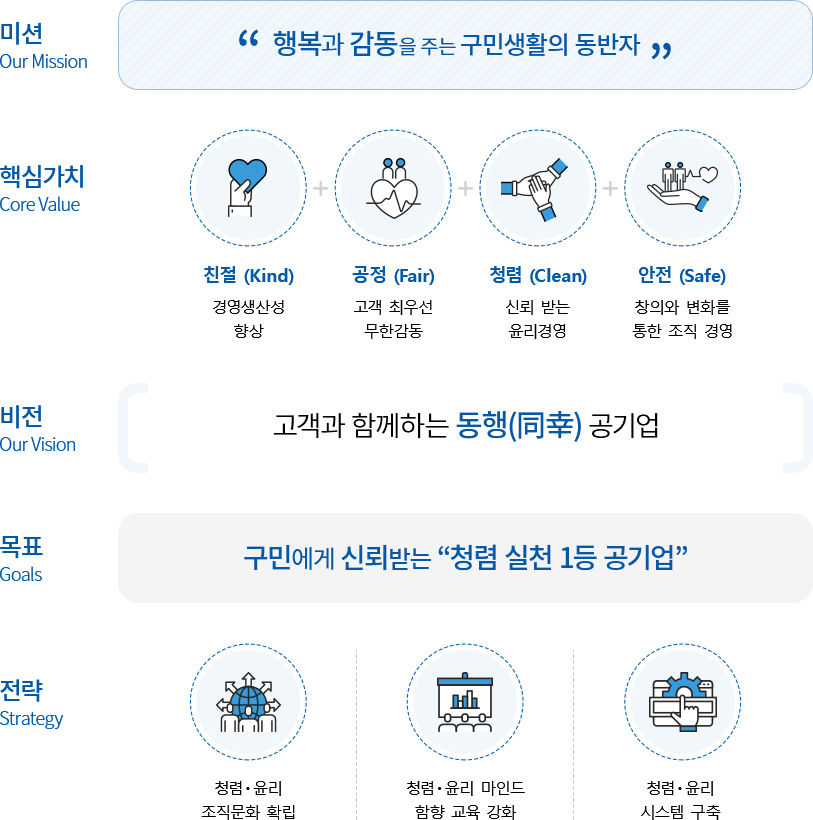 미션
Our Mission
“ 행복과 감동을 주는 구민생활의 동반자 ”
핵심가치
Core Value
친절 (Kind)
경영생산성
향상
공정 (Fair)
고객 최우선
무한감동
청렴 (Clean)
신뢰 받는
윤리경영
안전 (Safe)
창의와 변화를
통한 조직 경영
비전
Our Vision
고객과 함께하는 동행(同幸) 공기업
목표
Goals
구민에게 신뢰받는 “청렴 실천 1등 공기업”
전략
Strategy
청렴·윤리
조직문화 확립
청렴·윤리 마인드
함향 교육 강화
청렴·윤리
시스템 구축